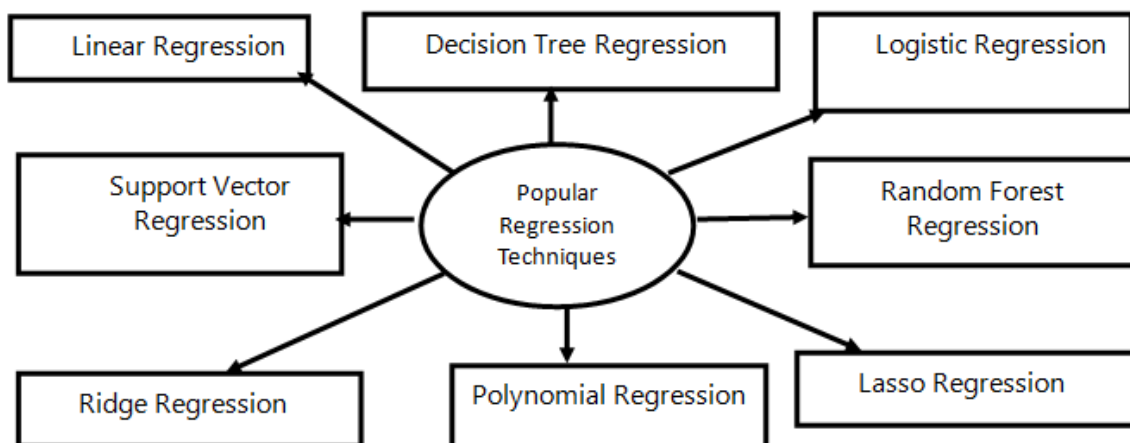 Linear Regression
Decision Tree Regression
Logistic Regression
Support Vector
Regression
Popular
Regression
Techniques
Random Forest
Regression
Ridge Regression
Polynomial Regression
Lasso Regression